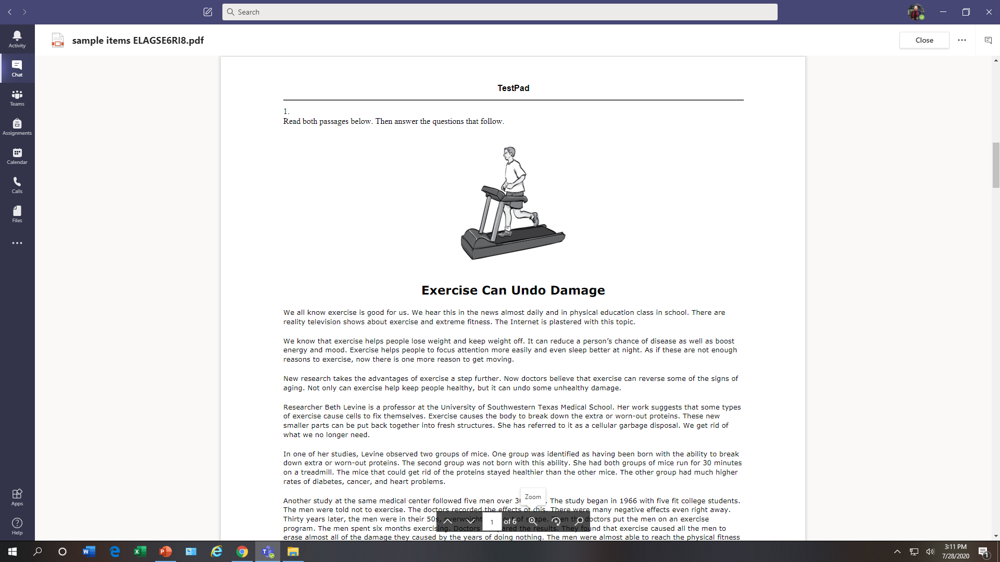 Search
Activity
Chat
Teams
Assignments
Calendar
Calls
Files
Apps
Help
sample items ELAGSE6RI8.pdf
Close
TestPad
1.
Read both passages below. Then answer the questions that follow.
Exercise Can Undo Damage
We all know exercise is good for us. We hear this in the news almost daily and in physical education class in school. There are
reality television shows about exercise and extreme fitness. The Internet is plastered with this topic.
We know that exercise helps people lose weight and keep weight off. It can reduce a person’s chance of disease as well as boost
energy and mood. Exercise helps people to focus attention more easily and even sleep better at night. As if these are not enough
reasons to exercise, now there is one more reason to get moving.
New research takes the advantages of exercise a step further. Now doctors believe that exercise can reverse some of the signs of
aging. Not only can exercise help keep people healthy, but it can undo some unhealthy damage.
Researcher Beth Levine is a professor at the University of Southwestern Texas Medical School. Her work suggests that some types
of exercise cause cells to fix themselves. Exercise causes the body to break down the extra or worn-out proteins. These new
smaller parts can be put back together into fresh structures. She has referred to it as a cellular garbage disposal. We get rid of
what we no longer need.
In one of her studies, Levine observed two groups of mice. One group was identified as having been born with the ability to break
down extra or worn-out proteins. The second group was not born with this ability. She had both groups of mice run for 30 minutes
on a treadmill. The mice that could get rid of the proteins stayed healthier than the other mice. The other group had much higher
rates of diabetes, cancer, and heart problems.
Another study at the same medical center followed five men over The study began in 1966 with five fit college students.
The men were told not to exercise. The doctors recorded the effects of this. There were many negative effects even right away.
Thirty years later, the men were in their 50s, overweight of shape. Then the doctors put the men on an exercise
program. The men spent six months exercising. Doctors the results. They found that exercise caused all the men to
erase almost all of the damage they caused by the years of doing nothing. The men were almost able to reach the physical fitness
Zoom
1 of 6
3:11 PM
7/28/2020
1